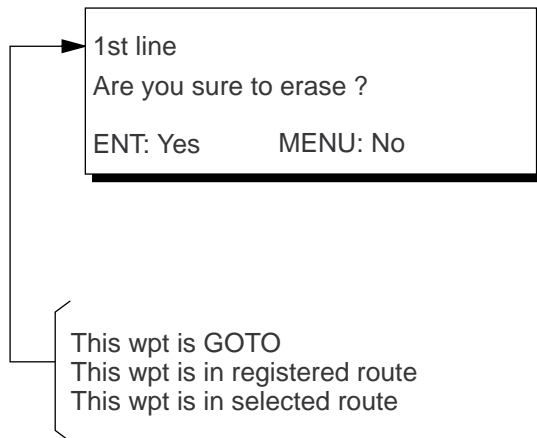 1st line
Are you sure to erase ?
ENT: Yes MENU: No
This wpt is GOTO
This wpt is in registered route
This wpt is in selected route